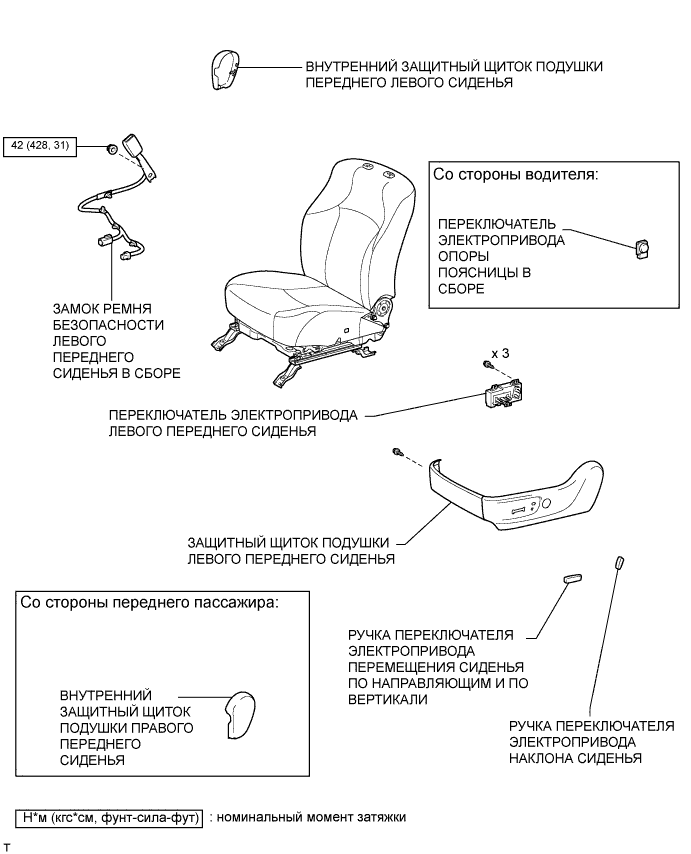 ВНУТРЕННИЙ ЗАЩИТНЫЙ ЩИТОК ПОДУШКИ
ПЕРЕДНЕГО ЛЕВОГО СИДЕНЬЯ
42 (428, 31)
Со стороны водителя:
ПЕРЕКЛЮЧАТЕЛЬ
ЭЛЕКТРОПРИВОДА
ОПОРЫ
ПОЯСНИЦЫ В
СБОРЕ
ЗАМОК РЕМНЯ
БЕЗОПАСНОСТИ
ЛЕВОГО
ПЕРЕДНЕГО
СИДЕНЬЯ В СБОРЕ
x 3
ПЕРЕКЛЮЧАТЕЛЬ ЭЛЕКТРОПРИВОДА
ЛЕВОГО ПЕРЕДНЕГО СИДЕНЬЯ
ЗАЩИТНЫЙ ЩИТОК ПОДУШКИ
ЛЕВОГО ПЕРЕДНЕГО СИДЕНЬЯ
Со стороны переднего пассажира:
ВНУТРЕННИЙ
ЗАЩИТНЫЙ ЩИТОК
ПОДУШКИ ПРАВОГО
ПЕРЕДНЕГО
СИДЕНЬЯ
РУЧКА ПЕРЕКЛЮЧАТЕЛЯ
ЭЛЕКТРОПРИВОДА
ПЕРЕМЕЩЕНИЯ СИДЕНЬЯ
ПО НАПРАВЛЯЮЩИМ И ПО
ВЕРТИКАЛИ
РУЧКА ПЕРЕКЛЮЧАТЕЛЯ
ЭЛЕКТРОПРИВОДА
НАКЛОНА СИДЕНЬЯ
Н*м (кгс*см, фунт-сила-фут) : номинальный момент затяжки
T